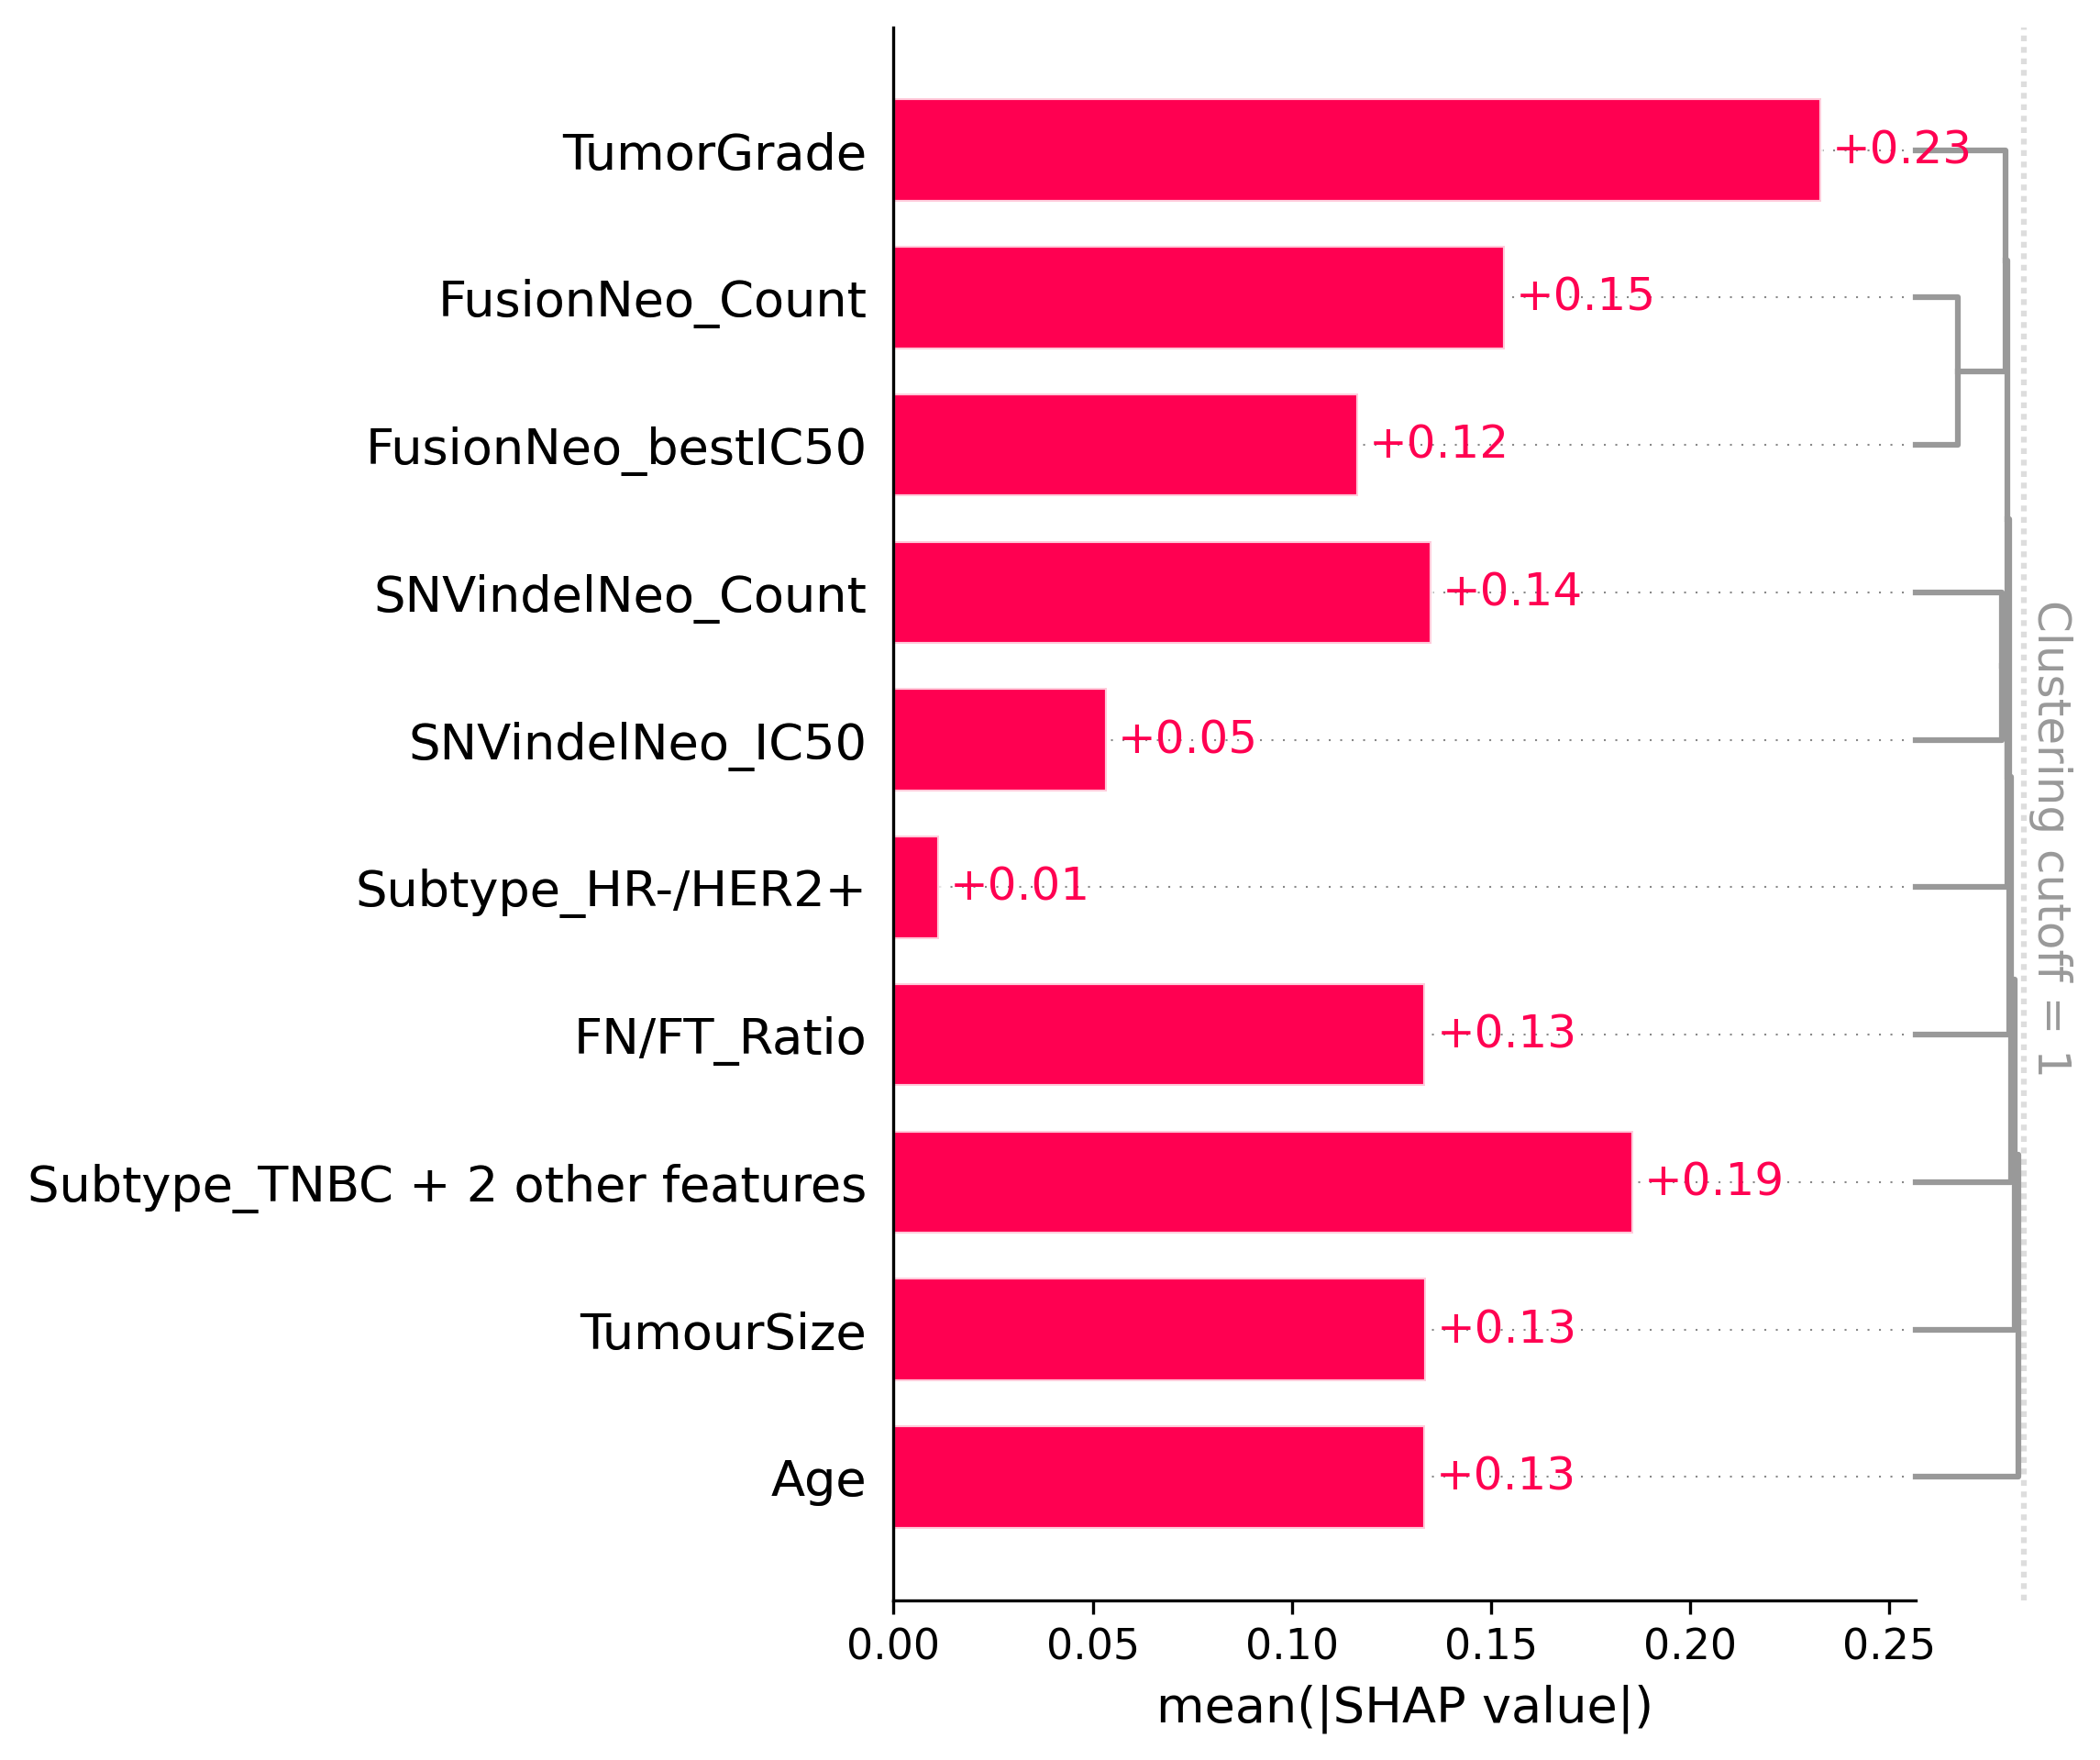 TumorGrade +0.23
FusionNeo_Count +0.15
FusionNeo_bestIC50 +0.12
SNVindelNeo_Count +0.14
SNVindelNeo_IC50 +0.05
Subtype_HR-/HER2+ +0.01
FN/FT_Ratio +0.13
Subtype_TNBC + 2 other features +0.19
TumourSize +0.13
Age +0.13
0.00 0.05 0.10 0.15 0.20 0.25
mean(|SHAP value|)
Clustering cutoff = 1